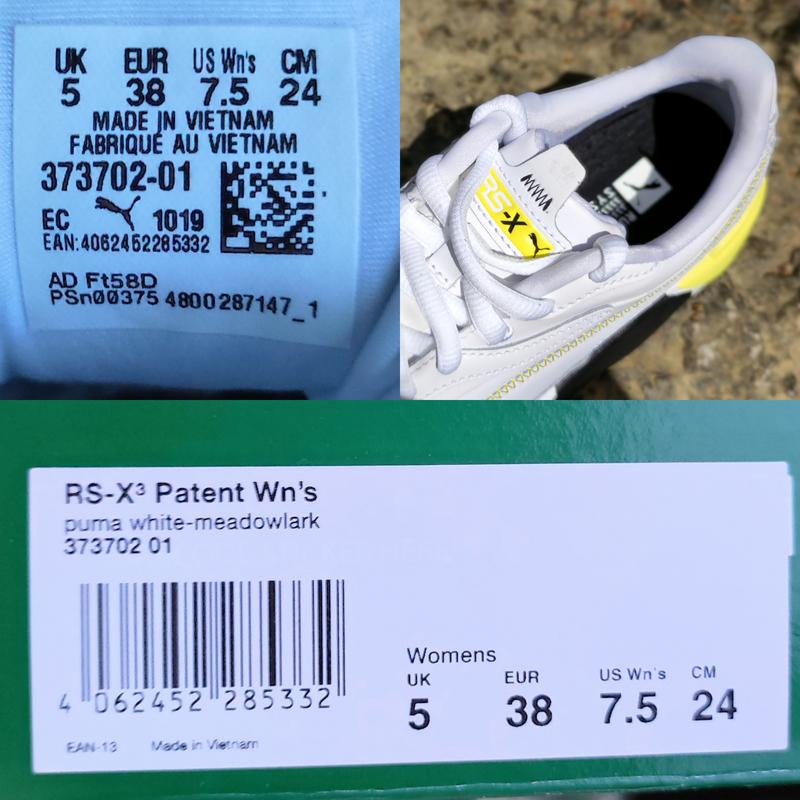 UK EUR US Wn's CM
5 38 7.5 24
MADE IN VIETNAM
FABRIQUÉ AU VIETNAM
373702-01
EC 1019
EAN:4062452285332
AD Ft58D
PSn00375 4800287147_1
RS-X
RS-X³ Patent Wn's
puma white-meadowlark
373702 01
4 062452 285332
EAN-13 Made in Vietnam
Womens
UK EUR US Wn's CM
5 38 7.5 24